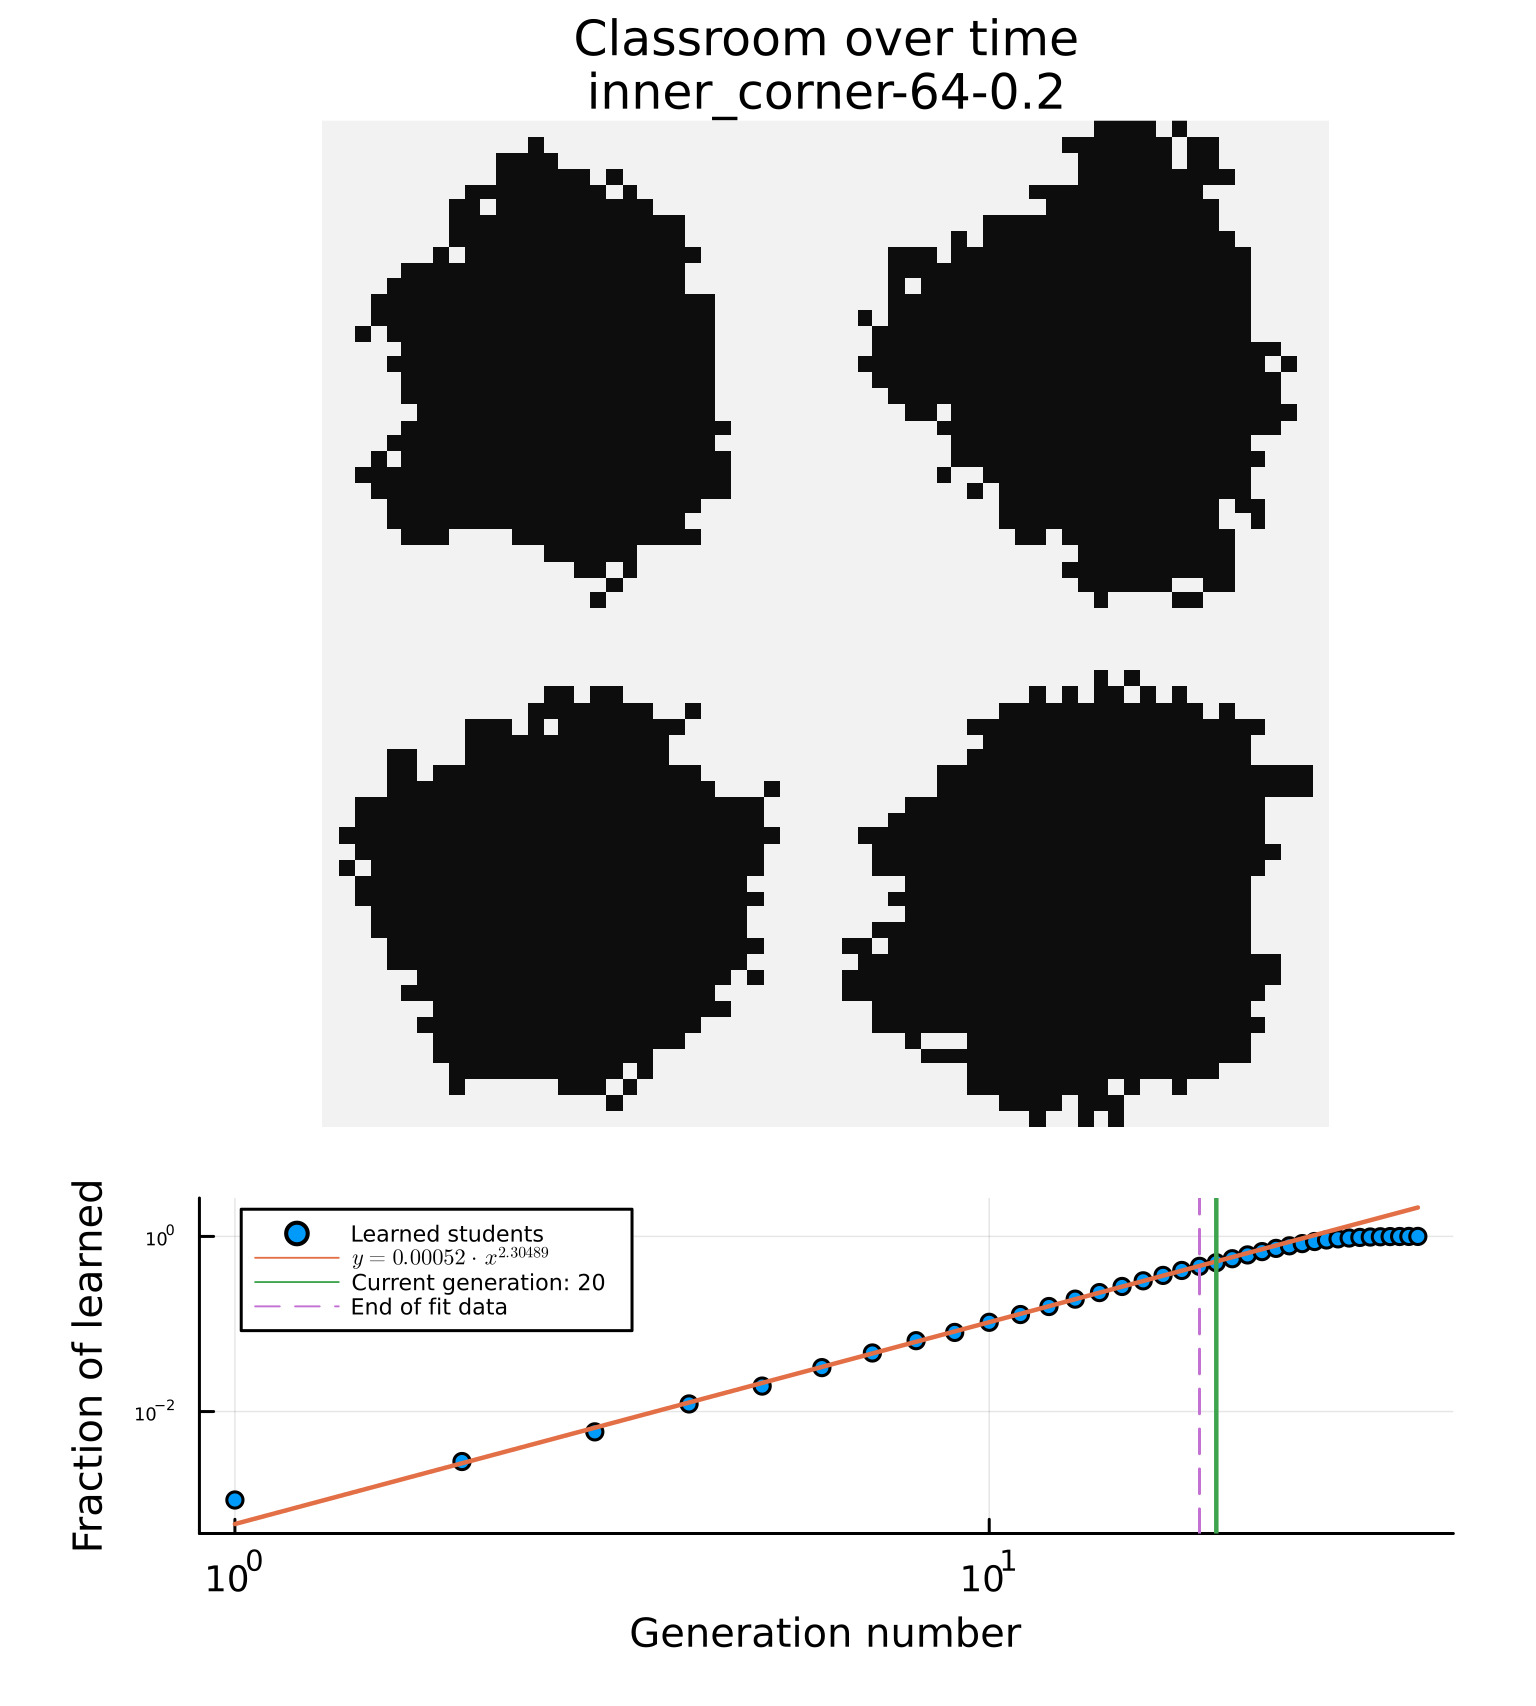 Classroom over time
inner_corner-64-0.2
Fraction of learned
10^0
10^-2
Learned students
y = 0.00052 · x^2.30489
Current generation: 20
End of fit data
10^0
10^1
Generation number